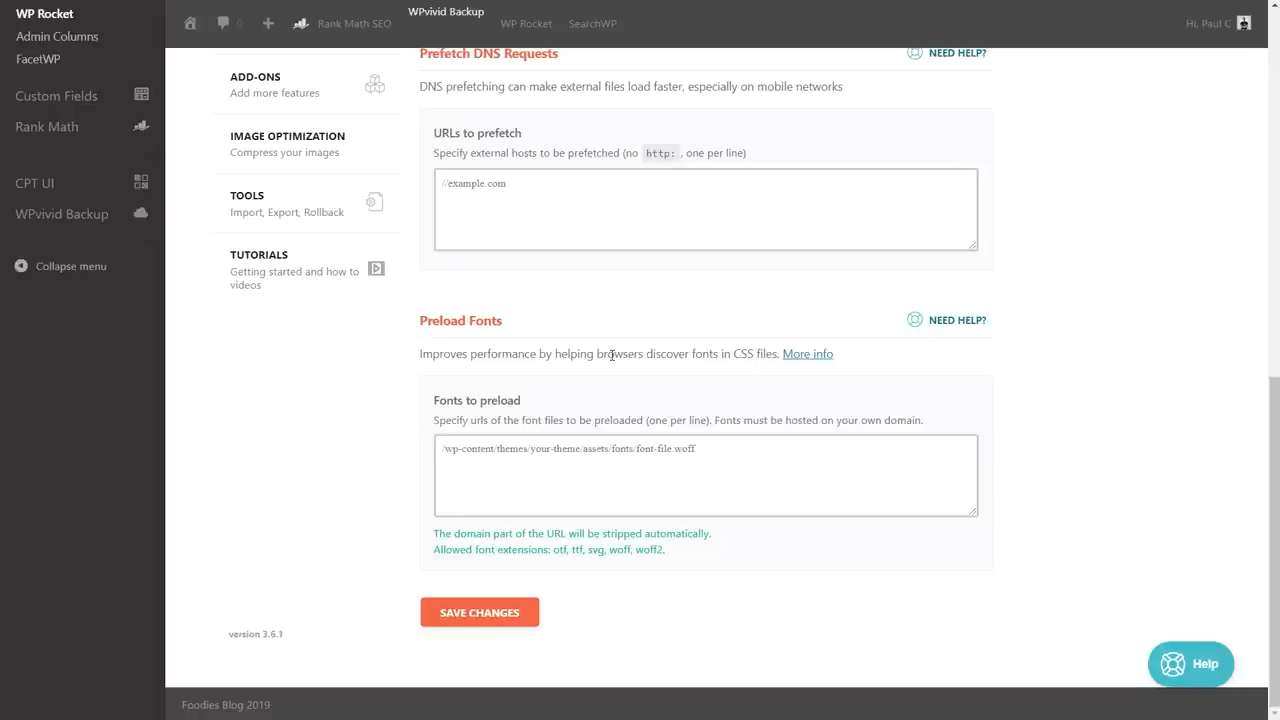 WP Rocket
Admin Columns
FacetWP
Custom Fields
Rank Math
CPT UI
WPvivid Backup
Collapse menu
0
Rank Math SEO
WPvivid Backup
WP Rocket
SearchWP
Hi, Paul C
ADD-ONS
Add more features
IMAGE OPTIMIZATION
Compress your images
TOOLS
Import, Export, Rollback
TUTORIALS
Getting started and how to
videos
version 3.6.1
Prefetch DNS Requests
NEED HELP?
DNS prefetching can make external files load faster, especially on mobile networks
URLs to prefetch
Specify external hosts to be prefetched (no http: , one per line)
//example.com
Preload Fonts
NEED HELP?
Improves performance by helping browsers discover fonts in CSS files. More info
Fonts to preload
Specify urls of the font files to be preloaded (one per line). Fonts must be hosted on your own domain.
/wp-content/themes/your-theme/assets/fonts/font-file.woff
The domain part of the URL will be stripped automatically.
Allowed font extensions: otf, ttf, svg, woff, woff2.
SAVE CHANGES
Help
Foodies Blog 2019